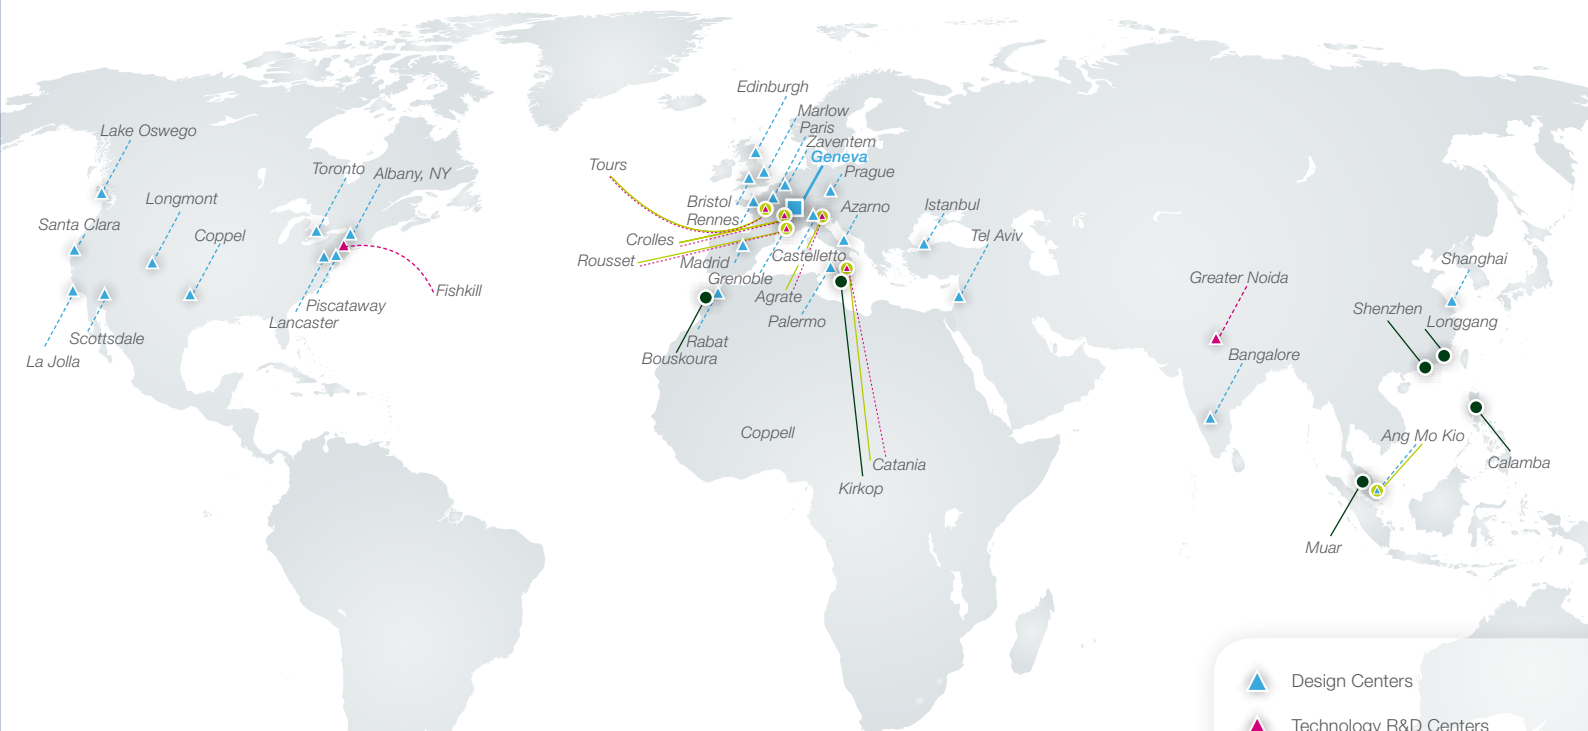 Edinburgh
Marlow
Paris
Zaventem
Geneva
Prague
Lake Oswego
Toronto
Albany, NY
Tours
Longmont
Bristol
Azarno
Istanbul
Santa Clara
Coppel
Rennes
Crolles
Tel Aviv
Rousset
Madrid
Castelletto
Shanghai
Grenoble
Greater Noida
Fishkill
Agrate
Piscataway
Lancaster
Palermo
Shenzhen
Longgang
Scottsdale
Rabat
La Jolla
Bouskoura
Bangalore
Coppell
Ang Mo Kio
Catania
Calamba
Kirkop
Muar
Design Centers
Technology R&D Centers